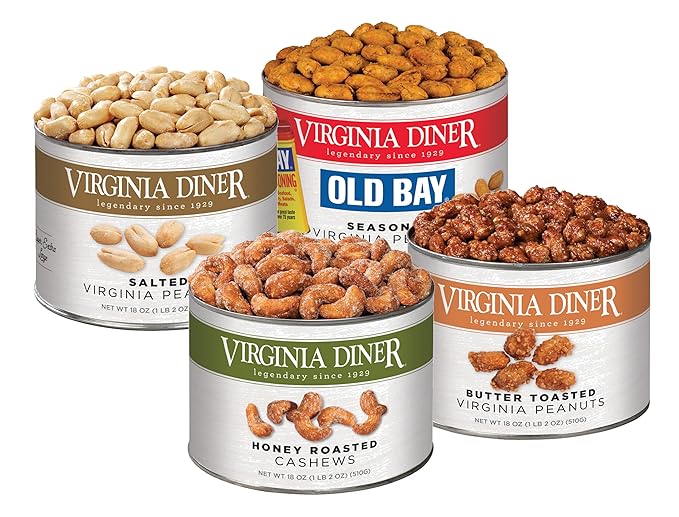 VIRGINIA DINER
legendary since 1929
SALTED
VIRGINIA PEA
NET WT 18 OZ (1 LB 2 O
VIRGINIA DINER
legendary since 1929
OLD BAY
SEASON
VIRGINIA PE
AY
ONING
VIRGINIA DINER
legendary since 1929
HONEY ROASTED
CASHEWS
NET WT 18 OZ (1 LB 2 OZ) (510G)
VIRGINIA DINER
legendary since 1929
BUTTER TOASTED
VIRGINIA PEANUTS
NET WT 18 OZ (1 LB 2 OZ) (510G)